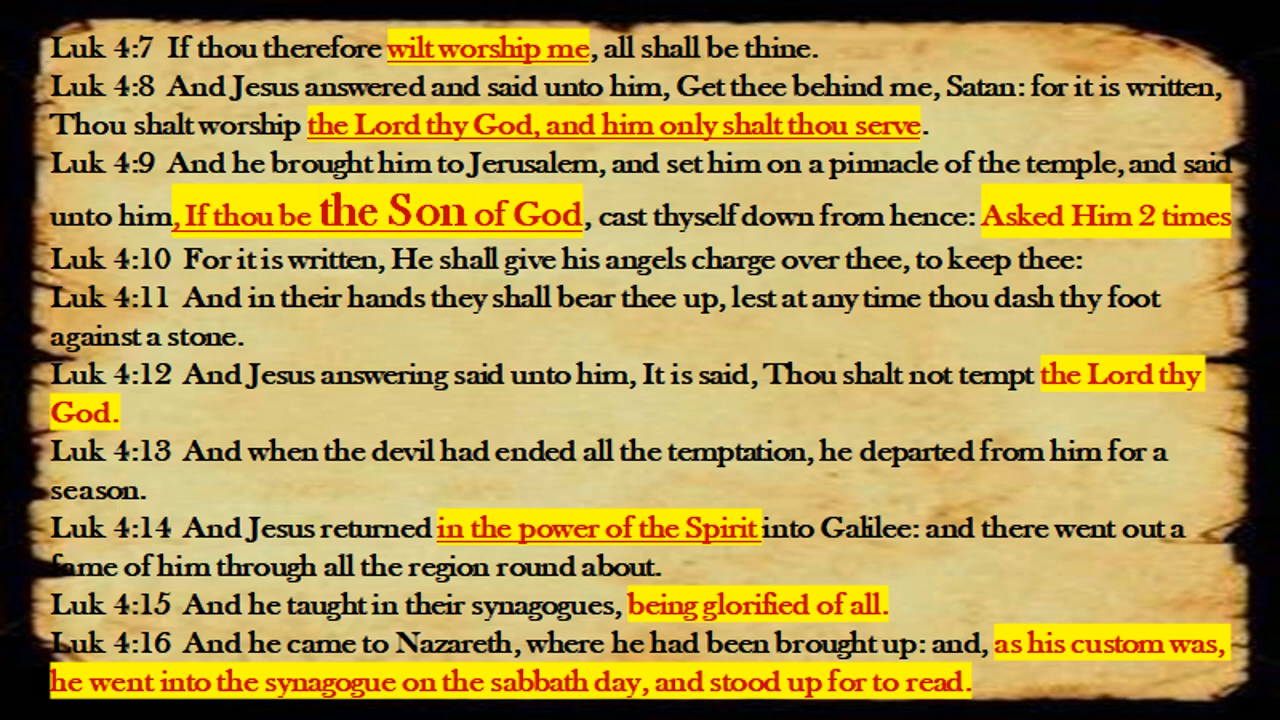 Luk 4:7 If thou therefore wilt worship me, all shall be thine.
Luk 4:8 And Jesus answered and said unto him, Get thee behind me, Satan: for it is written,
Thou shalt worship the Lord thy God, and him only shalt thou serve.
Luk 4:9 And he brought him to Jerusalem, and set him on a pinnacle of the temple, and said
unto him, If thou be the Son of God, cast thyself down from hence: Asked Him 2 times
Luk 4:10 For it is written, He shall give his angels charge over thee, to keep thee:
Luk 4:11 And in their hands they shall bear thee up, lest at any time thou dash thy foot
against a stone.
Luk 4:12 And Jesus answering said unto him, It is said, Thou shalt not tempt the Lord thy
God.
Luk 4:13 And when the devil had ended all the temptation, he departed from him for a
season.
Luk 4:14 And Jesus returned in the power of the Spirit into Galilee: and there went out a
fame of him through all the region round about.
Luk 4:15 And he taught in their synagogues, being glorified of all.
Luk 4:16 And he came to Nazareth, where he had been brought up: and, as his custom was,
he went into the synagogue on the sabbath day, and stood up for to read.